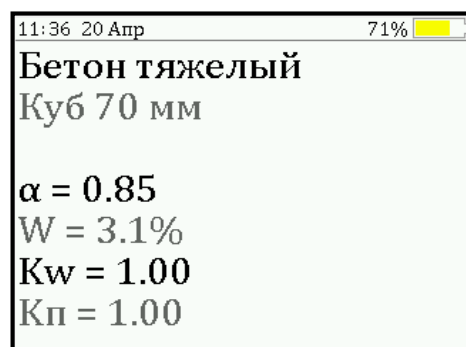 11:36 20 Апр 71%
Бетон тяжелый
Куб 70 мм
α = 0.85
W = 3.1%
Kw = 1.00
Кп = 1.00